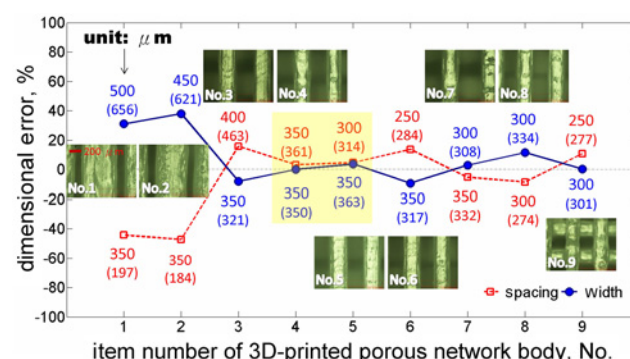 100
80
60
40
20
0
-20
-40
-60
-80
-100
dimensional error, %
unit: μm
500
(656)
450
(621)
No.3
No.4
400
(463)
350
(361)
300
(314)
250
(284)
No.7
No.8
300
(308)
300
(334)
250
(277)
200 μm
No.1
No.2
350
(321)
350
(350)
350
(363)
350
(317)
350
(332)
300
(274)
300
(301)
350
(197)
350
(184)
No.5
No.6
No.9
spacing
Width
1 2 3 4 5 6 7 8 9
item number of 3D-printed porous network body, No.